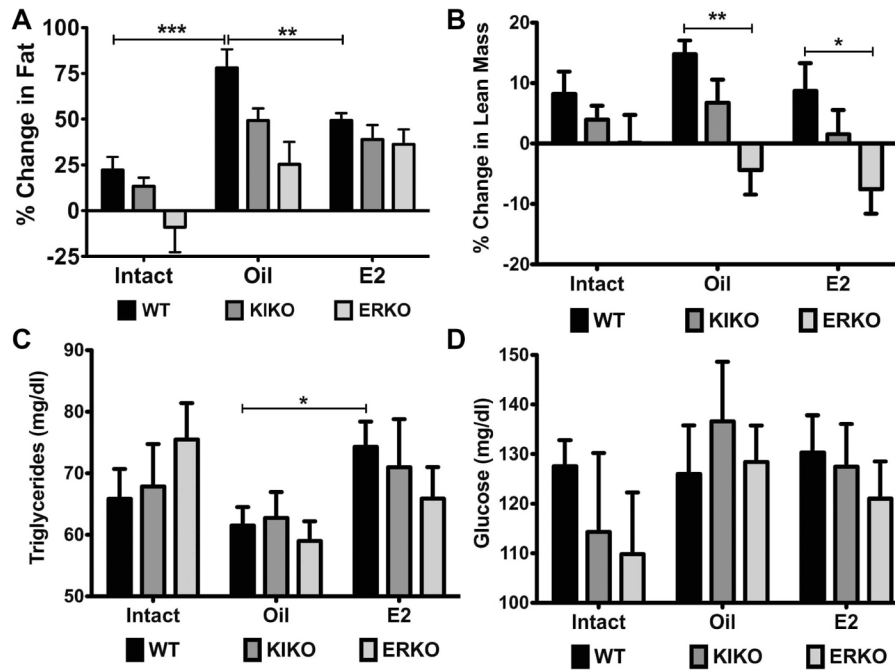 A
% Change in Fat
100
75
50
25
0
-25
***
**
Intact Oil E2
WT KIKO ERKO
B
% Change in Lean Mass
20
10
0
-10
-20
**
*
Intact Oil E2
WT KIKO ERKO
C
Triglycerides (mg/dl)
90
80
70
60
50
*
Intact Oil E2
WT KIKO ERKO
D
Glucose (mg/dl)
150
140
130
120
110
100
Intact Oil E2
WT KIKO ERKO